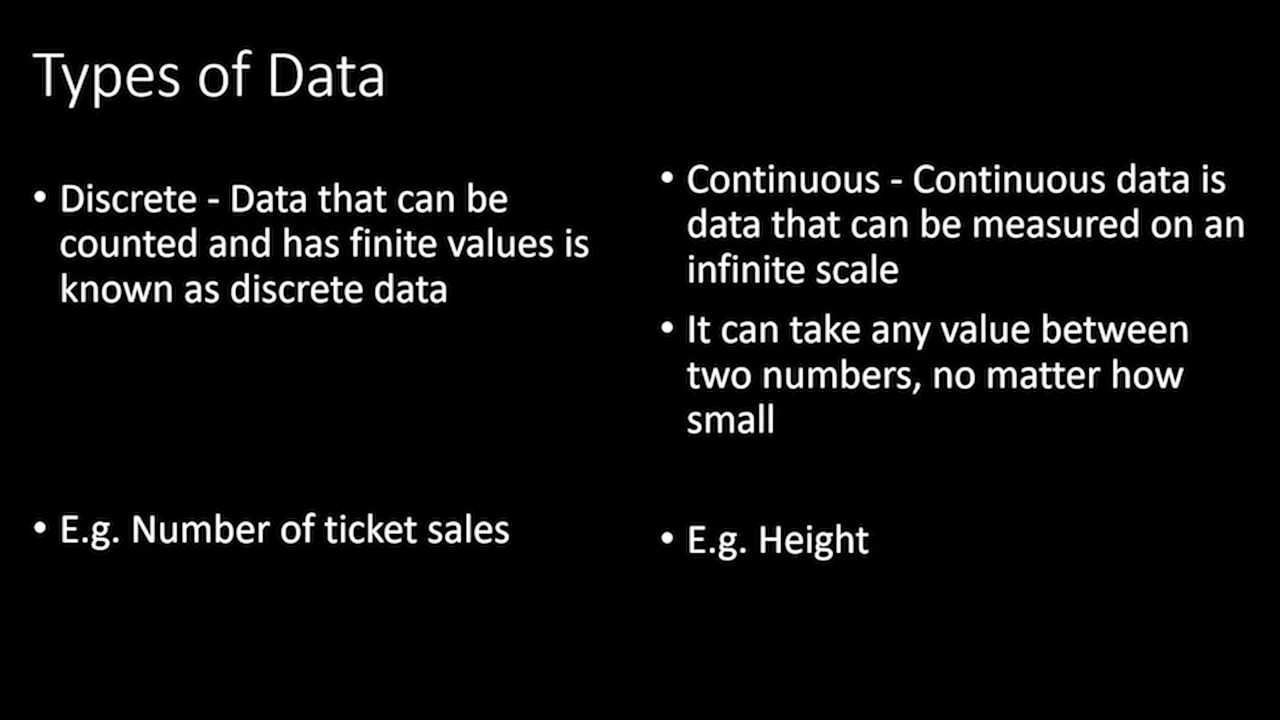 Types of Data
• Discrete - Data that can be
counted and has finite values is
known as discrete data
• E.g. Number of ticket sales
• Continuous - Continuous data is
data that can be measured on an
infinite scale
• It can take any value between
two numbers, no matter how
small
• E.g. Height